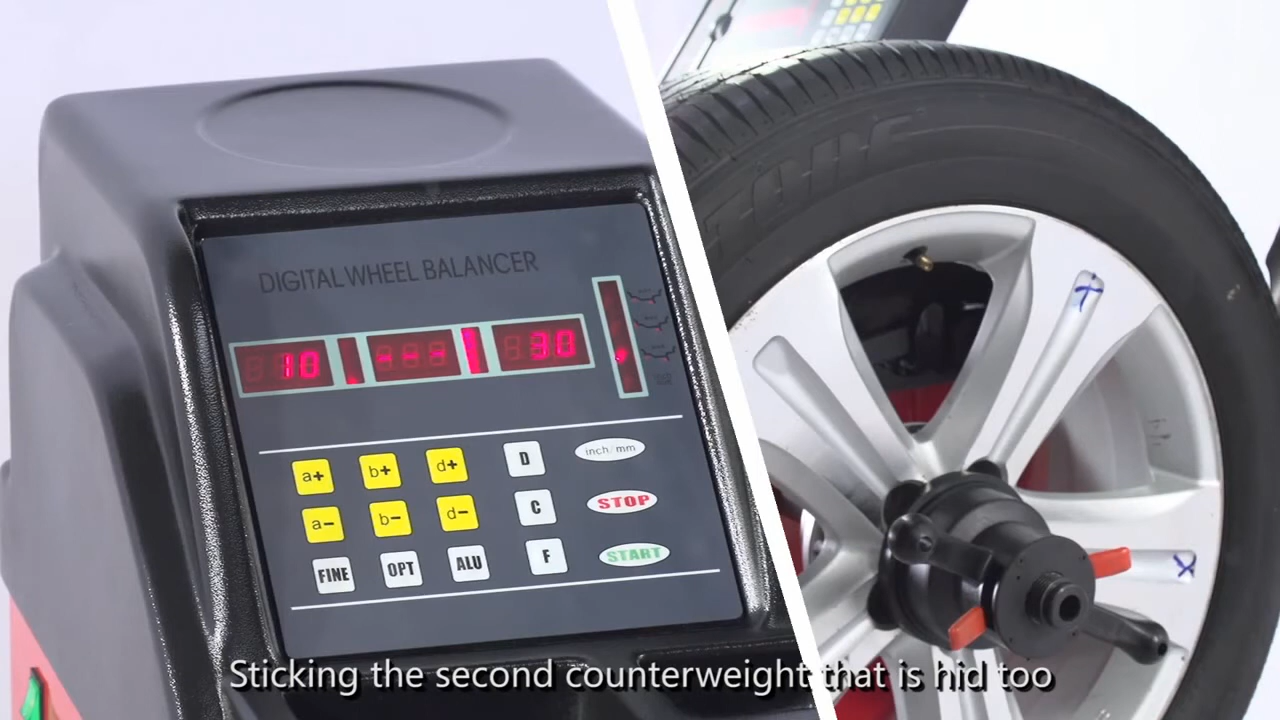 DIGITAL WHEEL BALANCER
10 --- 30
a+ b+ d+ D inch/mm
a- b- d- C STOP
FINE OPT ALU F START
X
X
Sticking the second counterweight that is hid too